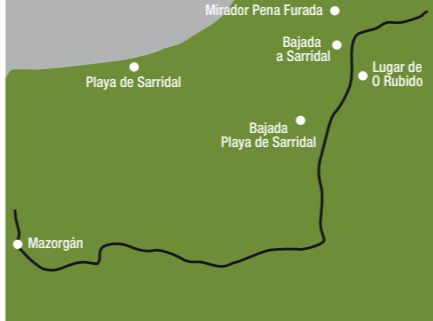 Mirador Pena Furada
Bajada
a Sarridal
Lugar de
O Rubido
Playa de Sarridal
Bajada
Playa de Sarridal
Mazorgán